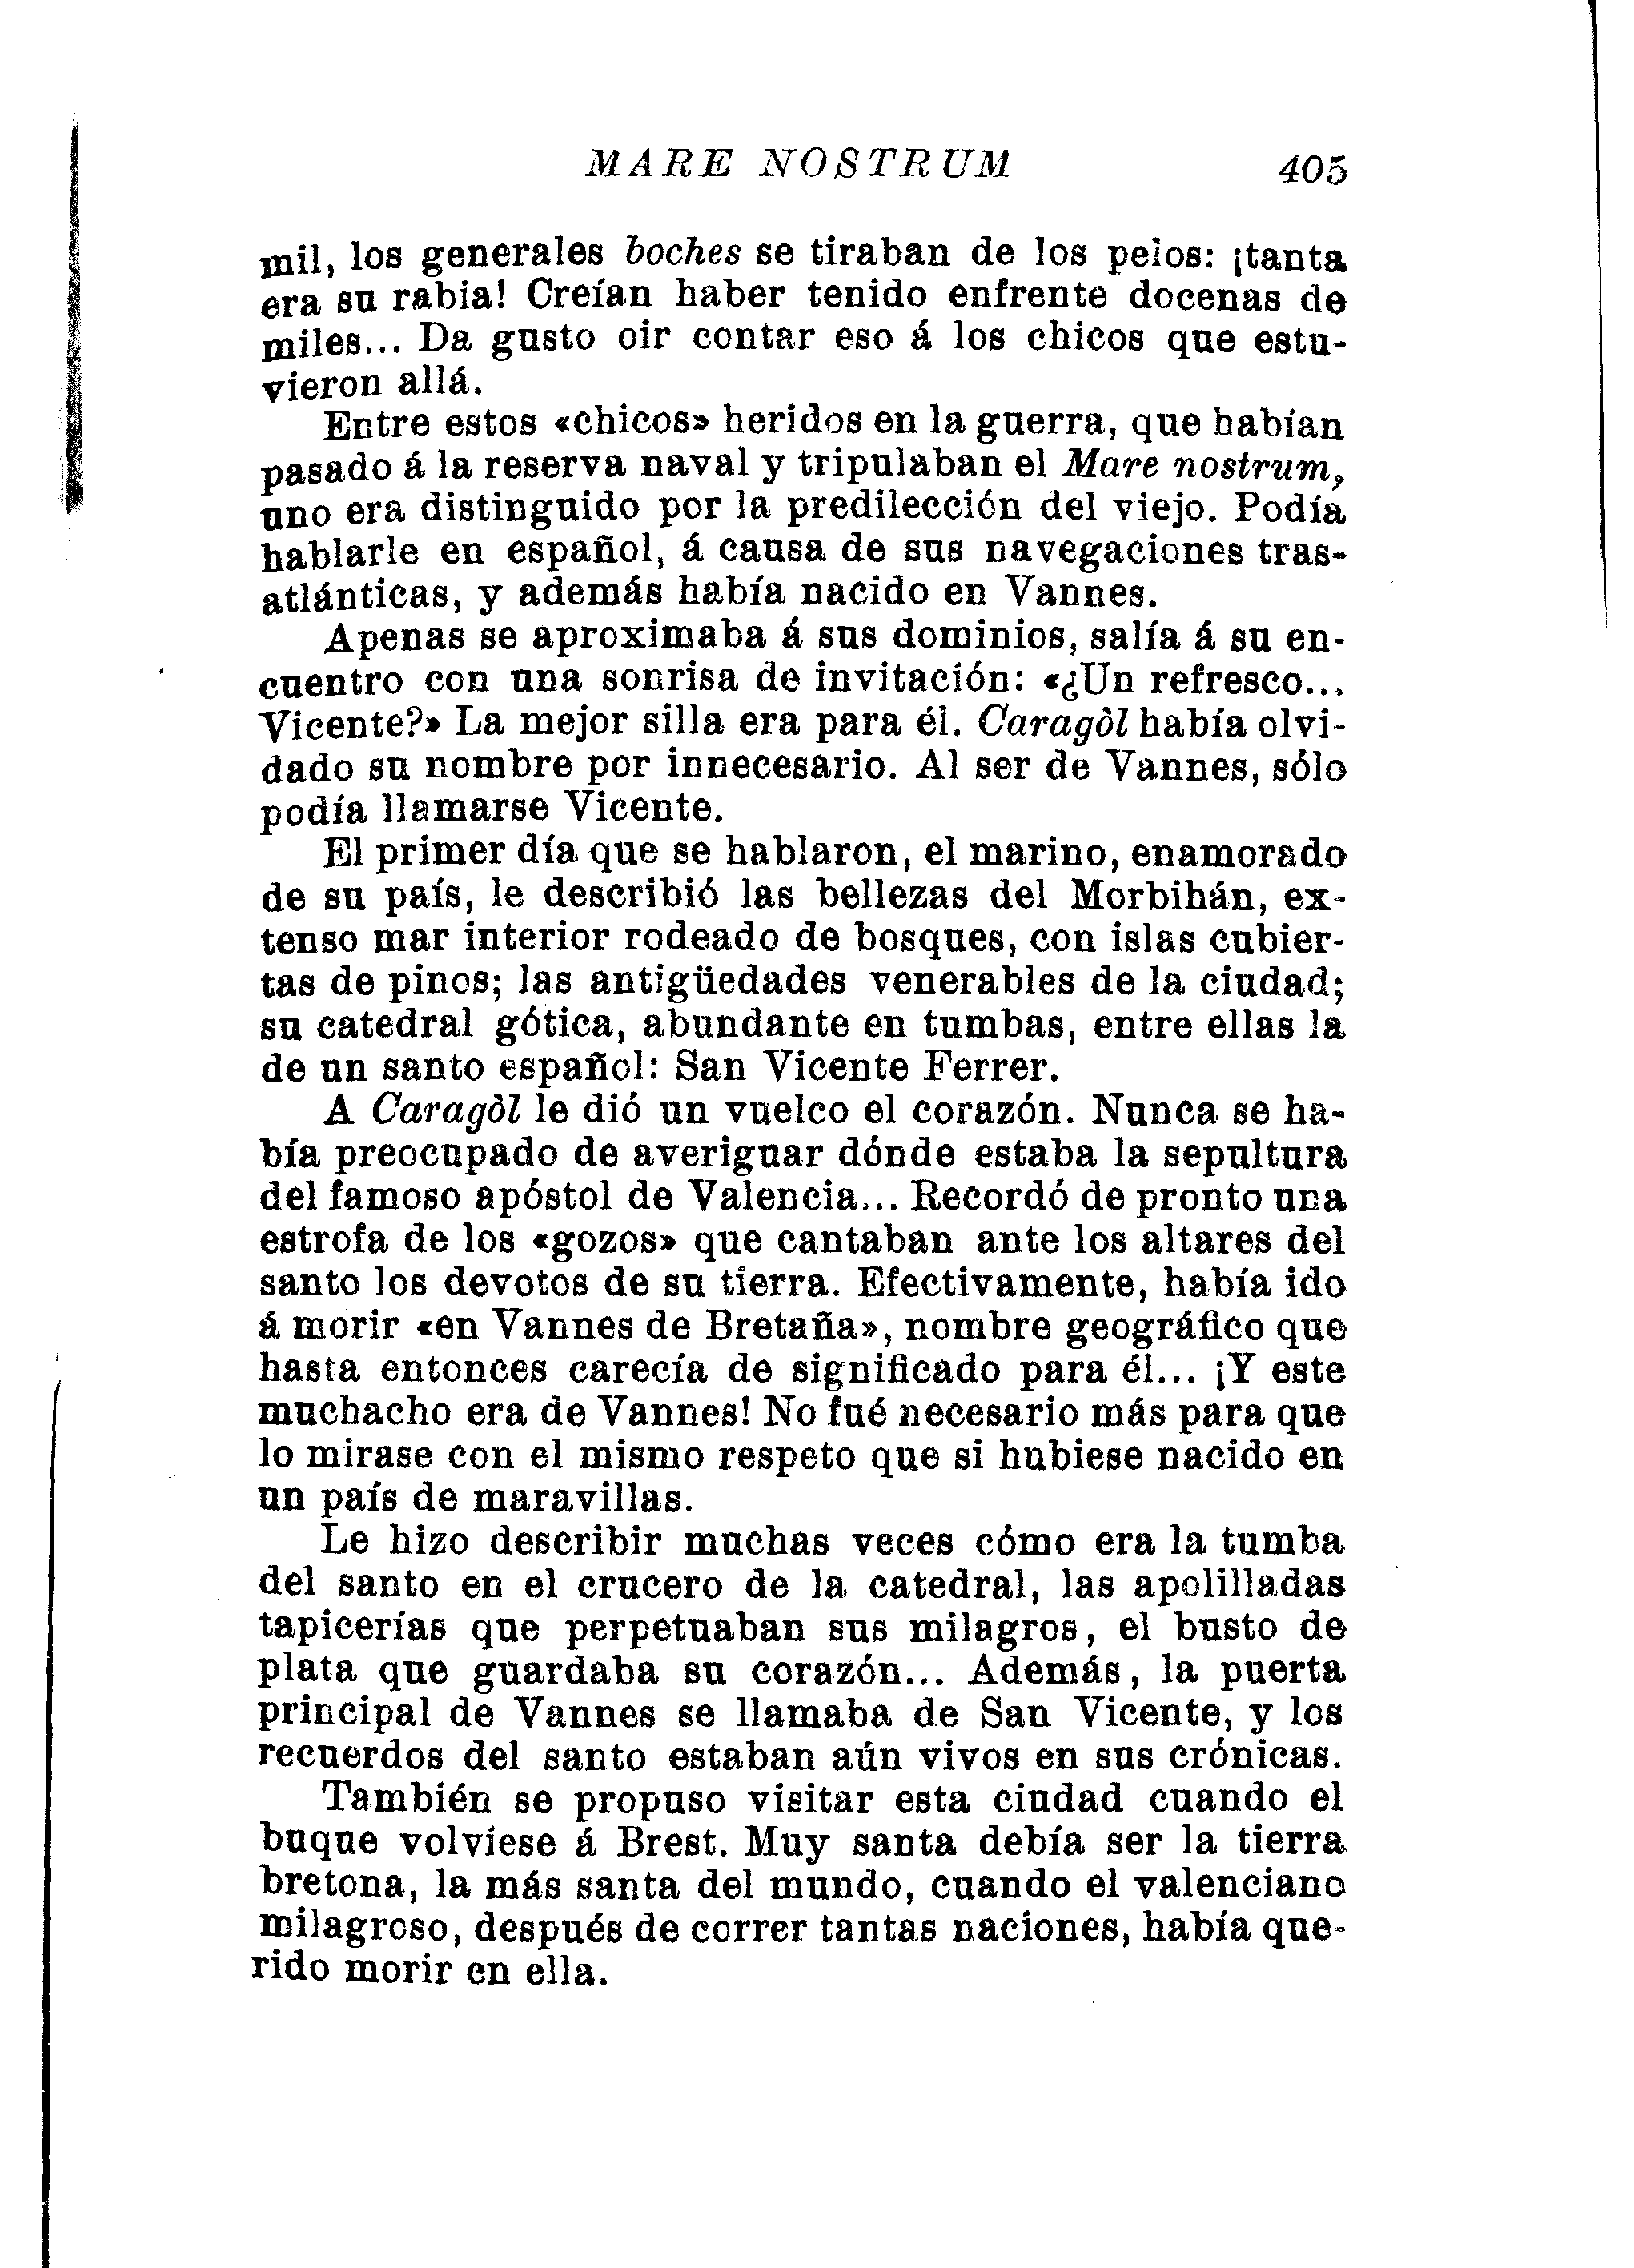 MARE NOSTRUM 405
mil, los generales boches se tiraban de los pelos: ¡tanta
era su rabia! Creían haber tenido enfrente docenas de
miles... Da gusto oir contar eso á los chicos que estu-
vieron allá.
Entre estos «chicos» heridos en la guerra, que habían
pasado á la reserva naval y tripulaban el Mare nostrum,
uno era distinguido por la predilección del viejo. Podía
hablarle en español, á causa de sus navegaciones tras-
atlánticas, y además había nacido en Vannes.
Apenas se aproximaba á sus dominios, salía á su en-
cuentro con una sonrisa de invitación: «¿Un refresco...
Vicente?» La mejor silla era para él. Caragòl había olvi-
dado su nombre por innecesario. Al ser de Vannes, sólo
podía llamarse Vicente.
El primer día que se hablaron, el marino, enamorado
de su país, le describió las bellezas del Morbihán, ex-
tenso mar interior rodeado de bosques, con islas cubier-
tas de pinos; las antigüedades venerables de la ciudad;
su catedral gótica, abundante en tumbas, entre ellas la
de un santo español: San Vicente Ferrer.
A Caragòl le dió un vuelco el corazón. Nunca se ha-
bía preocupado de averiguar dónde estaba la sepultura
del famoso apóstol de Valencia... Recordó de pronto una
estrofa de los «gozos» que cantaban ante los altares del
santo los devotos de su tierra. Efectivamente, había ido
á morir «en Vannes de Bretaña», nombre geográfico que
hasta entonces carecía de significado para él... ¡Y este
muchacho era de Vannes! No fué necesario más para que
lo mirase con el mismo respeto que si hubiese nacido en
un país de maravillas.
Le hizo describir muchas veces cómo era la tumba
del santo en el crucero de la catedral, las apolilladas
tapicerías que perpetuaban sus milagros, el busto de
plata que guardaba su corazón... Además, la puerta
principal de Vannes se llamaba de San Vicente, y los
recuerdos del santo estaban aún vivos en sus crónicas.
También se propuso visitar esta ciudad cuando el
buque volviese á Brest. Muy santa debía ser la tierra
bretona, la más santa del mundo, cuando el valenciano
milagroso, después de correr tantas naciones, había que-
rido morir en ella.